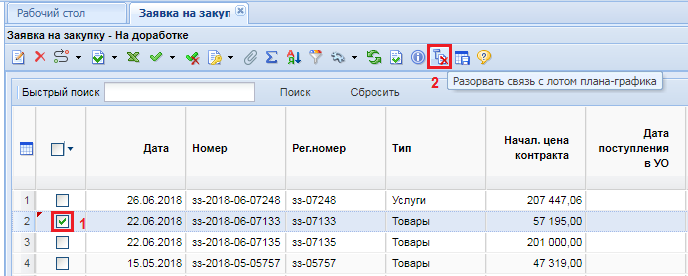 Рабочий стол Заявка на закуп
Заявка на закупку - На доработке
2 Разорвать связь с лотом плана-графика
Быстрый поиск Поиск Сбросить
Дата Номер Рег.номер Тип Начал. цена контракта Дата поступления в УО
1 26.06.2018 зз-2018-06-07248 зз-07248 Услуги 207 447,06
2 1 22.06.2018 зз-2018-06-07133 зз-07133 Товары 57 195,00
3 22.06.2018 зз-2018-06-07135 зз-07135 Товары 201 000,00
4 15.05.2018 зз-2018-05-05757 зз-05757 Товары 47 319,00